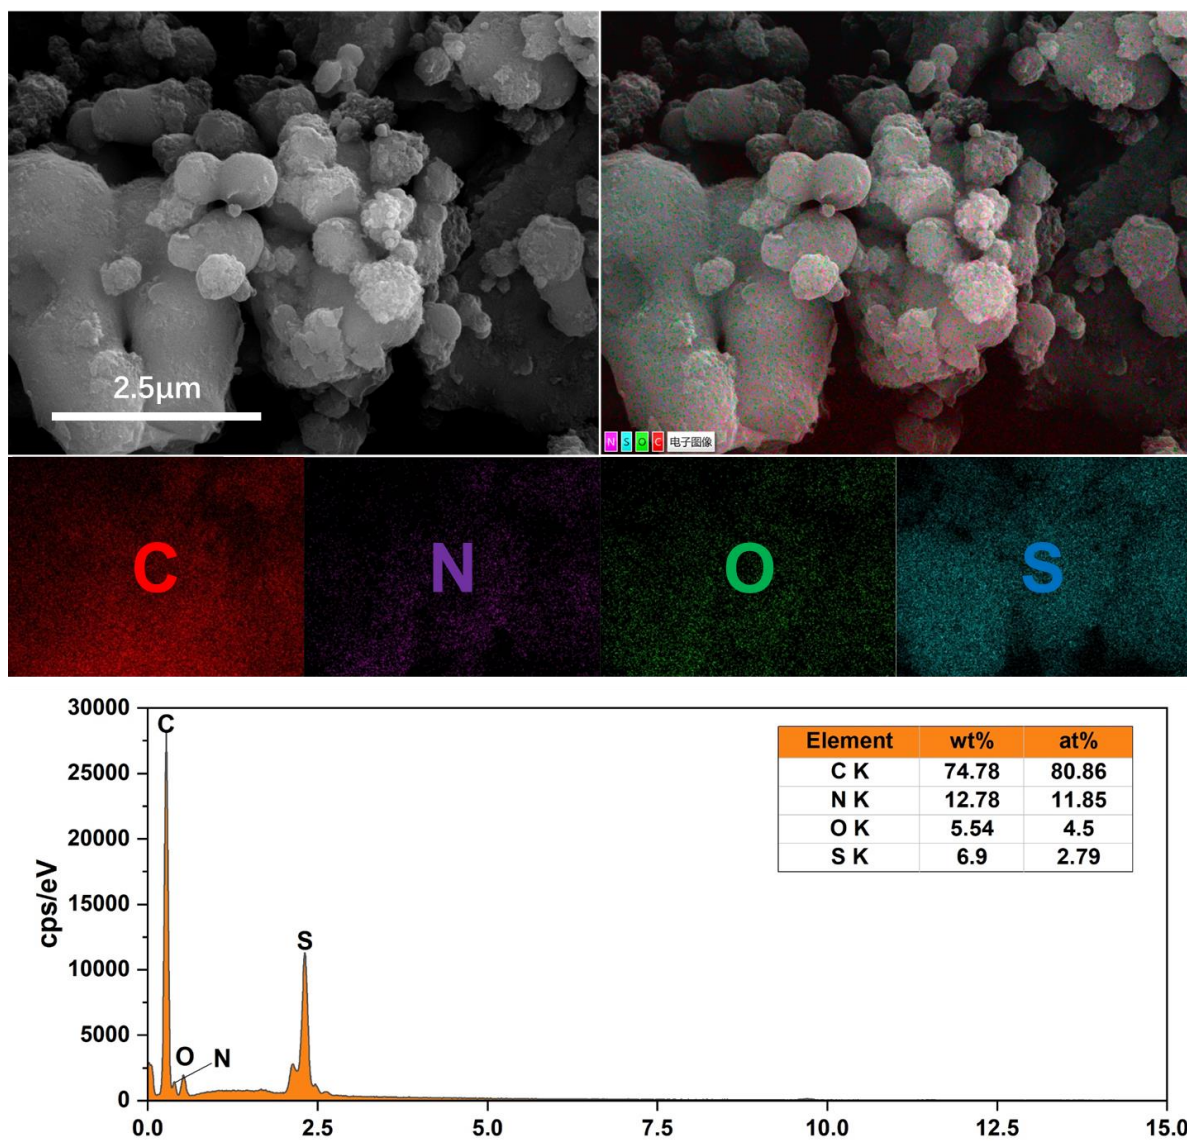 2.5μm
N S O C 电子图像
C N O S
30000
25000
20000
15000
10000
5000
0
cps/eV
C
O
N
S
Element wt% at%
C K 74.78 80.86
N K 12.78 11.85
O K 5.54 4.5
S K 6.9 2.79
0.0 2.5 5.0 7.5 10.0 12.5 15.0